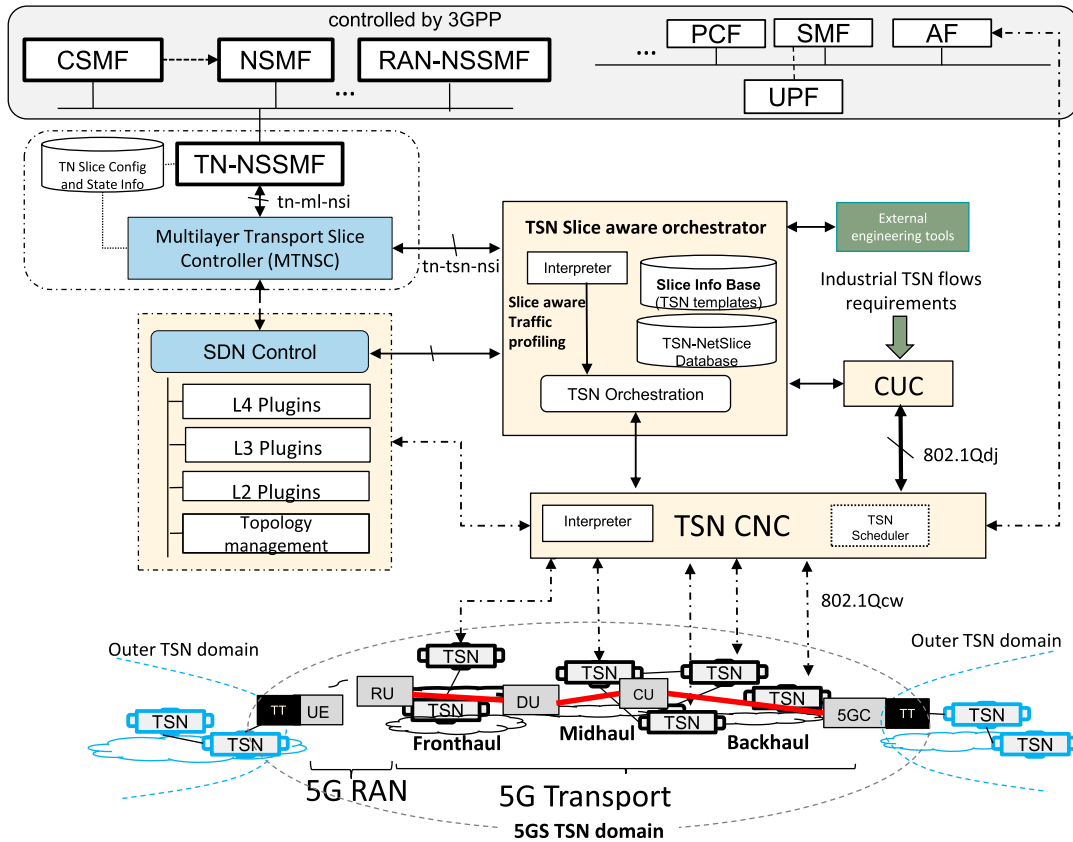 controlled by 3GPP
CSMF
NSMF
RAN-NSSMF
...
...
PCF
SMF
AF
UPF
TN Slice Config
and State Info
TN-NSSMF
tn-ml-nsi
Multilayer Transport Slice
Controller (MTNSC)
tn-tsn-nsi
TSN Slice aware orchestrator
Interpreter
Slice Info Base
(TSN templates)
Slice aware
Traffic
profiling
TSN-NetSlice
Database
TSN Orchestration
External
engineering tools
Industrial TSN flows
requirements
CUC
802.1Qdj
SDN Control
L4 Plugins
L3 Plugins
L2 Plugins
Topology
management
Interpreter
TSN CNC
TSN
Scheduler
802.1Qcw
Outer TSN domain
Outer TSN domain
TSN
TSN
TSN
TSN
TT
UE
RU
TSN
DU
CU
TSN
TSN
5GC
TT
TSN
TSN
TSN
TSN
Fronthaul
Midhaul
Backhaul
5G RAN
5G Transport
5GS TSN domain